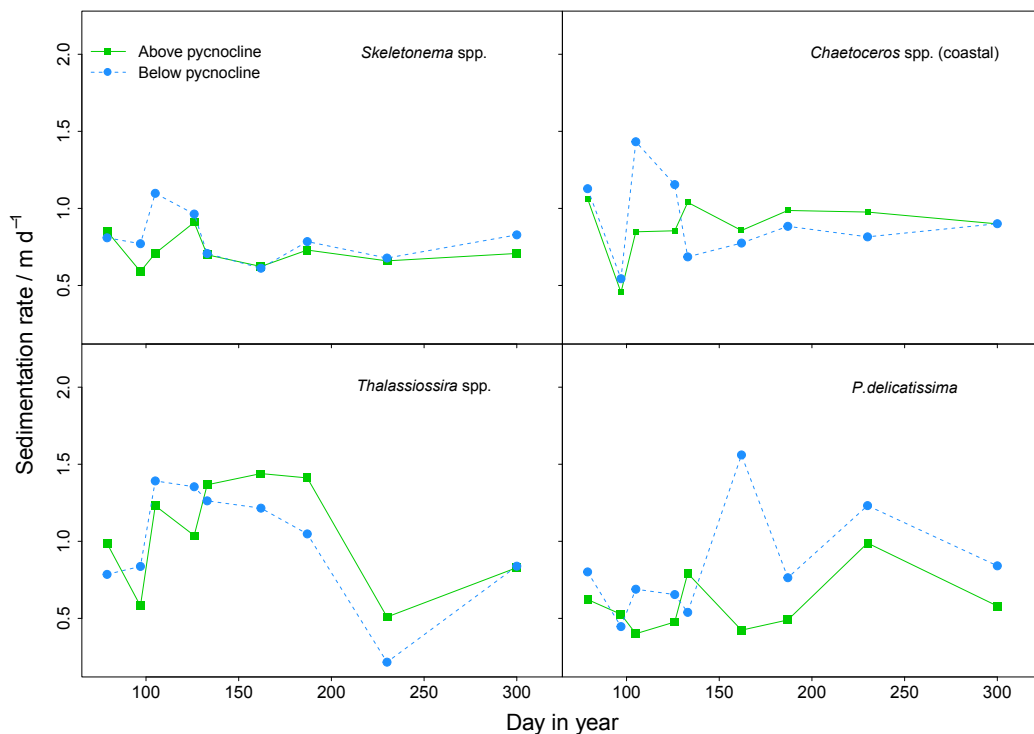 Above pycnocline
Below pycnocline
Skeletonema spp.
Chaetoceros spp. (coastal)
2.0
1.5
1.0
0.5
Thalassiossira spp.
P.delicatissima
2.0
1.5
1.0
0.5
Sedimentation rate / m d⁻¹
100 150 200 250 300
100 150 200 250 300
Day in year